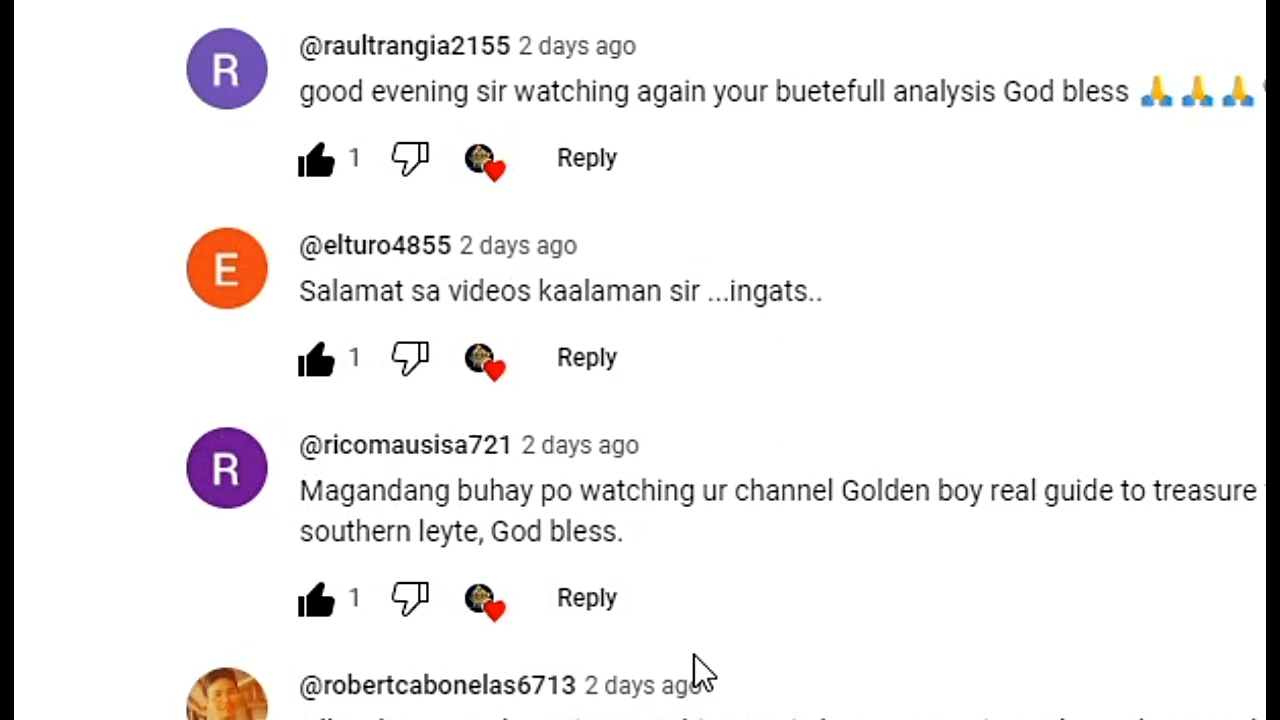 R
@raultrangia2155 2 days ago
good evening sir watching again your buetefull analysis God bless 🙏🙏🙏
1 Reply
E
@elturo4855 2 days ago
Salamat sa videos kaalaman sir ...ingats..
1 Reply
R
@ricomausisa721 2 days ago
Magandang buhay po watching ur channel Golden boy real guide to treasure
southern leyte, God bless.
1 Reply
@robertcabonelas6713 2 days ago